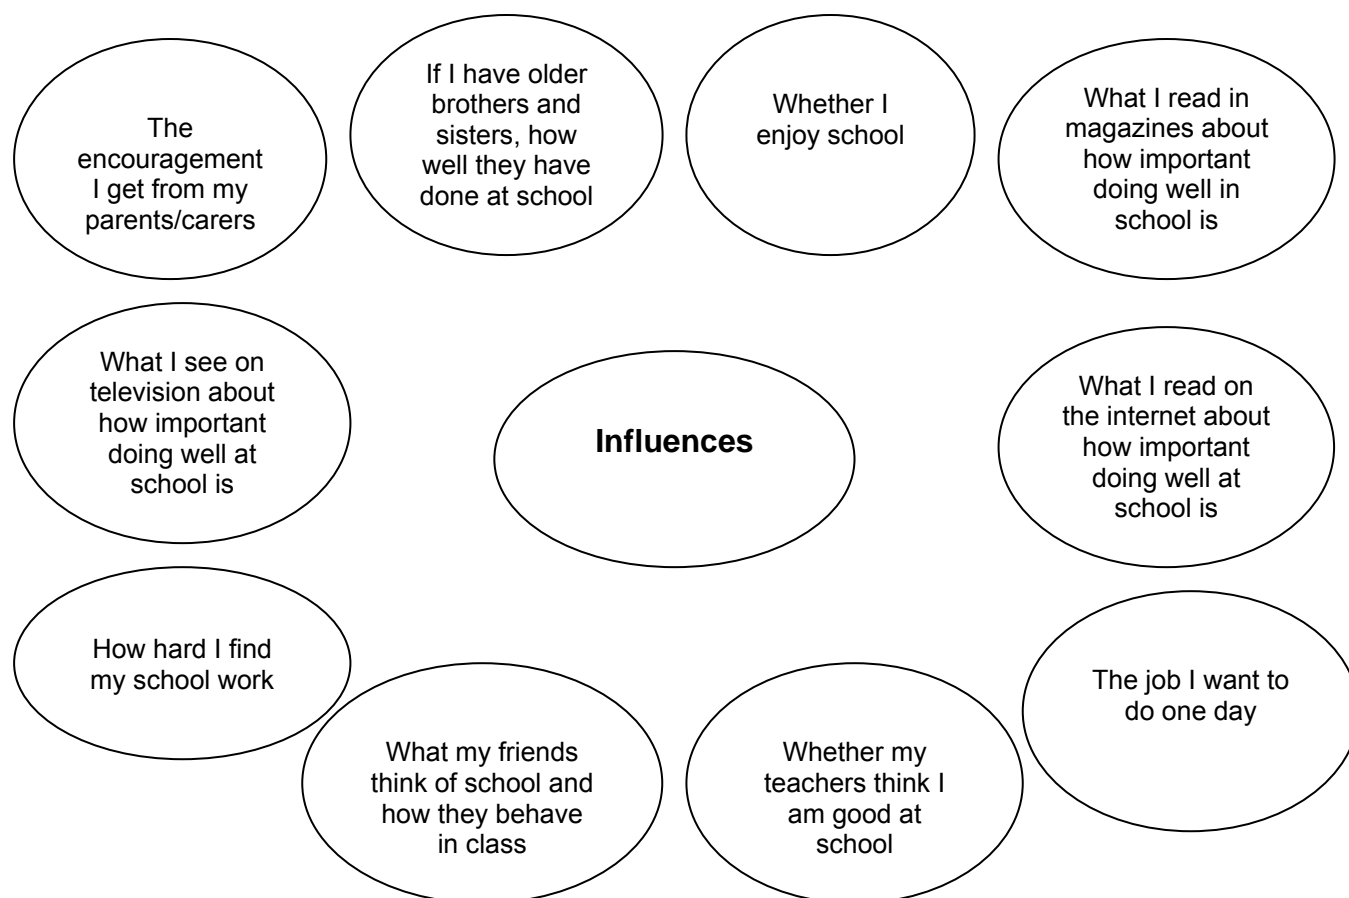 The
encouragement
I get from my
parents/carers
If I have older
brothers and
sisters, how
well they have
done at school
Whether I
enjoy school
What I read in
magazines about
how important
doing well in
school is
What I see on
television about
how important
doing well at
school is
Influences
What I read on
the internet about
how important
doing well at
school is
How hard I find
my school work
What my friends
think of school and
how they behave
in class
Whether my
teachers think I
am good at
school
The job I want to
do one day